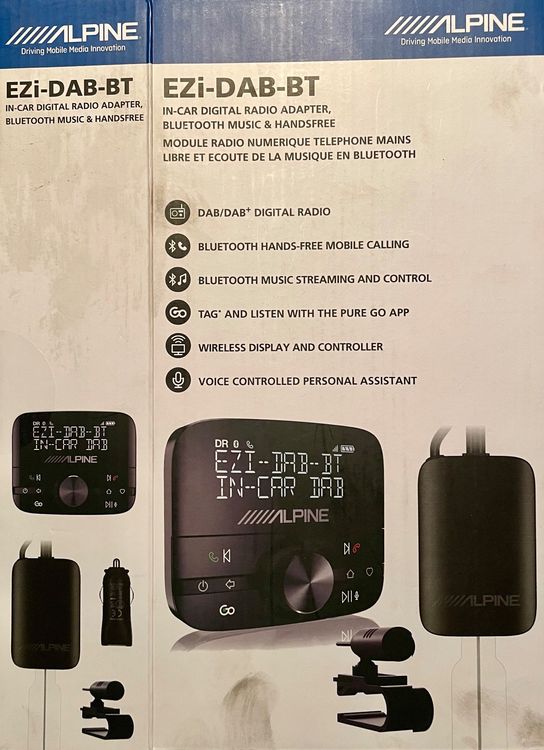 ALPINE
Driving Mobile Media Innovation
EZi-DAB-BT
IN-CAR DIGITAL RADIO ADAPTER,
BLUETOOTH MUSIC & HANDSFREE
DR
EZI-DAB-BT
IN-CAR DAB
ALPINE
Go
ALPINE
ALPINE
Driving Mobile Media Innovation
EZi-DAB-BT
IN-CAR DIGITAL RADIO ADAPTER,
BLUETOOTH MUSIC & HANDSFREE
MODULE RADIO NUMERIQUE TELEPHONE MAINS
LIBRE ET ECOUTE DE LA MUSIQUE EN BLUETOOTH
DAB/DAB+ DIGITAL RADIO
BLUETOOTH HANDS-FREE MOBILE CALLING
BLUETOOTH MUSIC STREAMING AND CONTROL
Go TAG* AND LISTEN WITH THE PURE GO APP
WIRELESS DISPLAY AND CONTROLLER
VOICE CONTROLLED PERSONAL ASSISTANT
DR
EZI-DAB-BT
IN-CAR DAB
ALPINE
Go
ALPINE